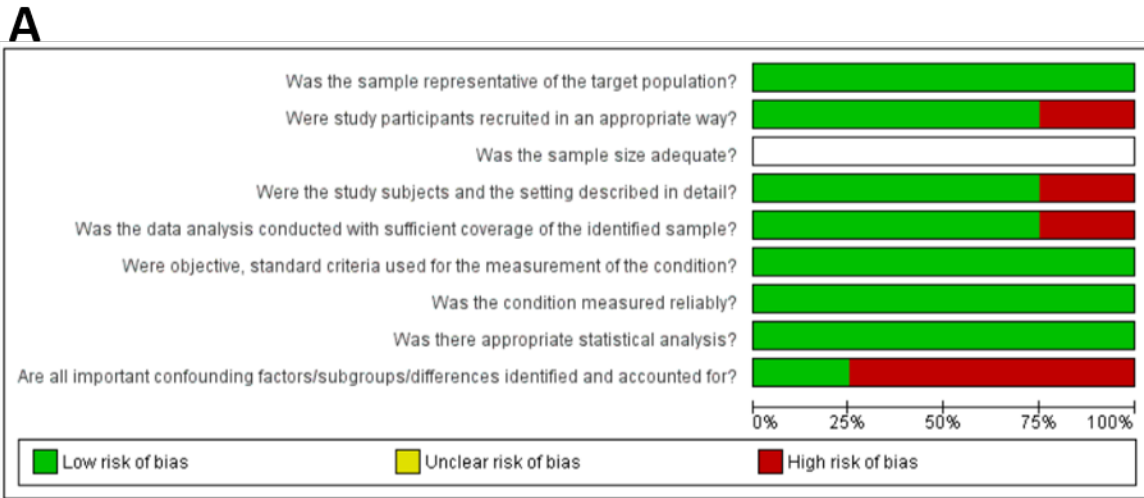 A
Was the sample representative of the target population?
Were study participants recruited in an appropriate way?
Was the sample size adequate?
Were the study subjects and the setting described in detail?
Was the data analysis conducted with sufficient coverage of the identified sample?
Were objective, standard criteria used for the measurement of the condition?
Was the condition measured reliably?
Was there appropriate statistical analysis?
Are all important confounding factors/subgroups/differences identified and accounted for?
0% 25% 50% 75% 100%
Low risk of bias Unclear risk of bias High risk of bias